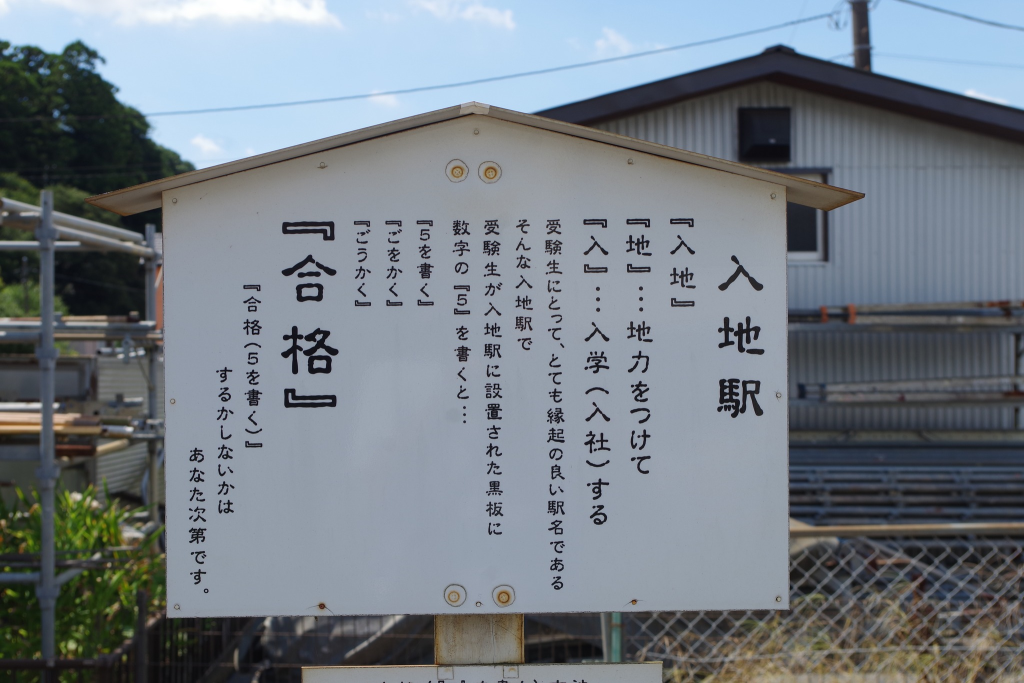 入地駅
『入地』
『地』…地力をつけて
『入』…入学(入社)する
受験生にとって、とても縁起の良い駅名である
そんな入地駅で
受験生が入地駅に設置された黒板に
数字の『5』を書くと…
『5を書く』
『ごをかく』
『ごうかく』
『合格』
『合格(5を書く)』
するかしないかは
あなた次第です。